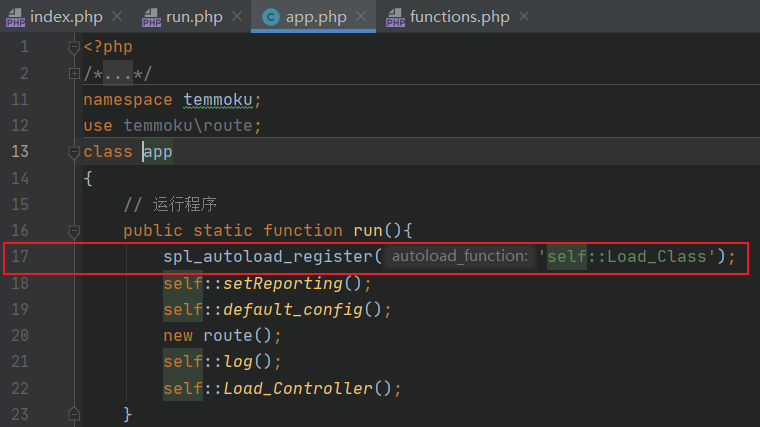 index.php run.php app.php functions.php
1 <?php
2 /*...*/
11 namespace temmoku;
12 use temmoku\route;
13 class app
14 {
15 // 运行程序
16 public static function run(){
17 spl_autoload_register( autoload_function: 'self::Load_Class');
18 self::setReporting();
19 self::default_config();
20 new route();
21 self::log();
22 self::Load_Controller();
23 }